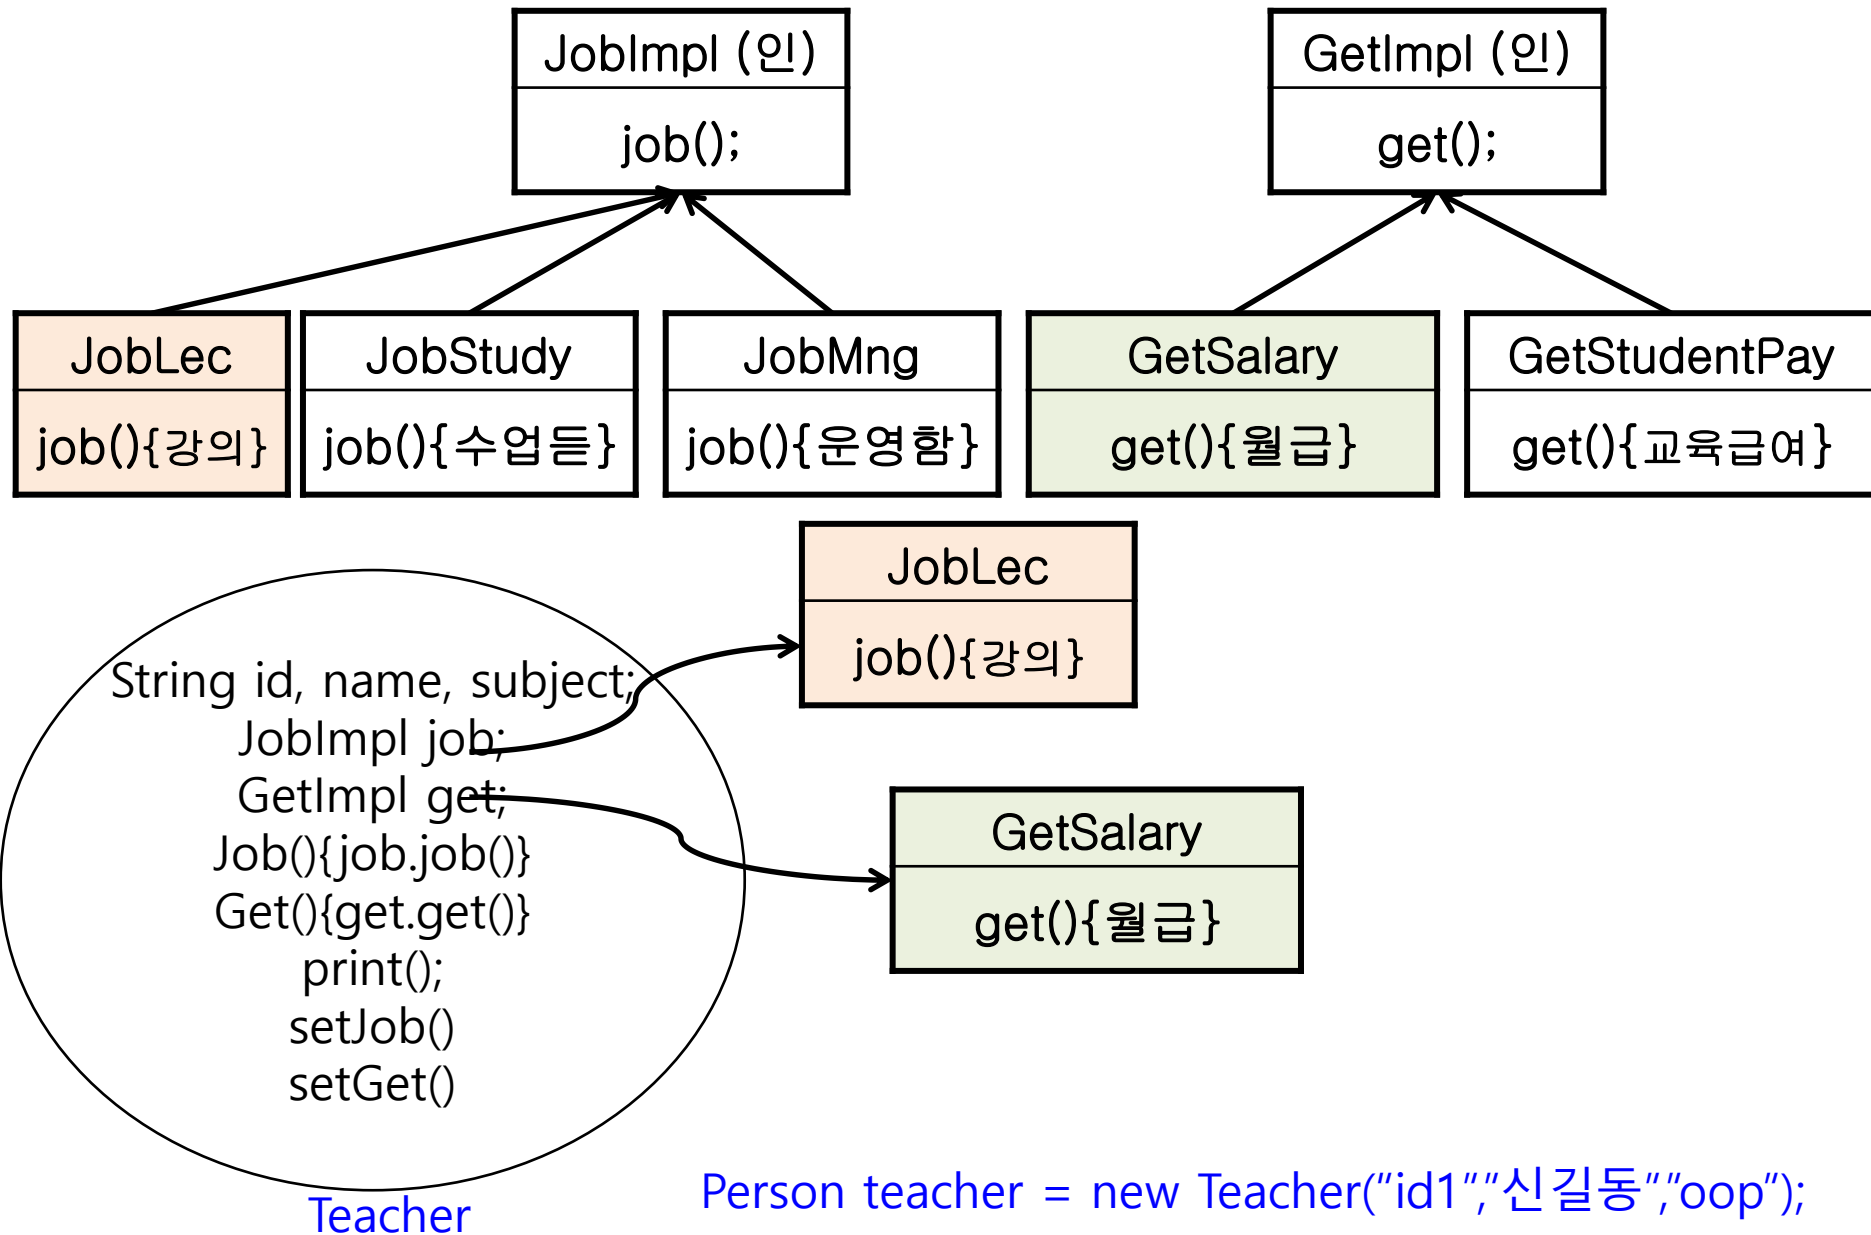 JobImpl (인)
job();
GetImpl (인)
get();
JobLec
job(){강의}
JobStudy
job(){수업듣}
JobMng
job(){운영함}
GetSalary
get(){월급}
GetStudentPay
get(){교육급여}
JobLec
job(){강의}
GetSalary
get(){월급}
String id, name, subject;
JobImpl job;
GetImpl get;
Job(){job.job()}
Get(){get.get()}
print();
setJob()
setGet()
Teacher
Person teacher = new Teacher(“id1”,”신길동”,”oop”);